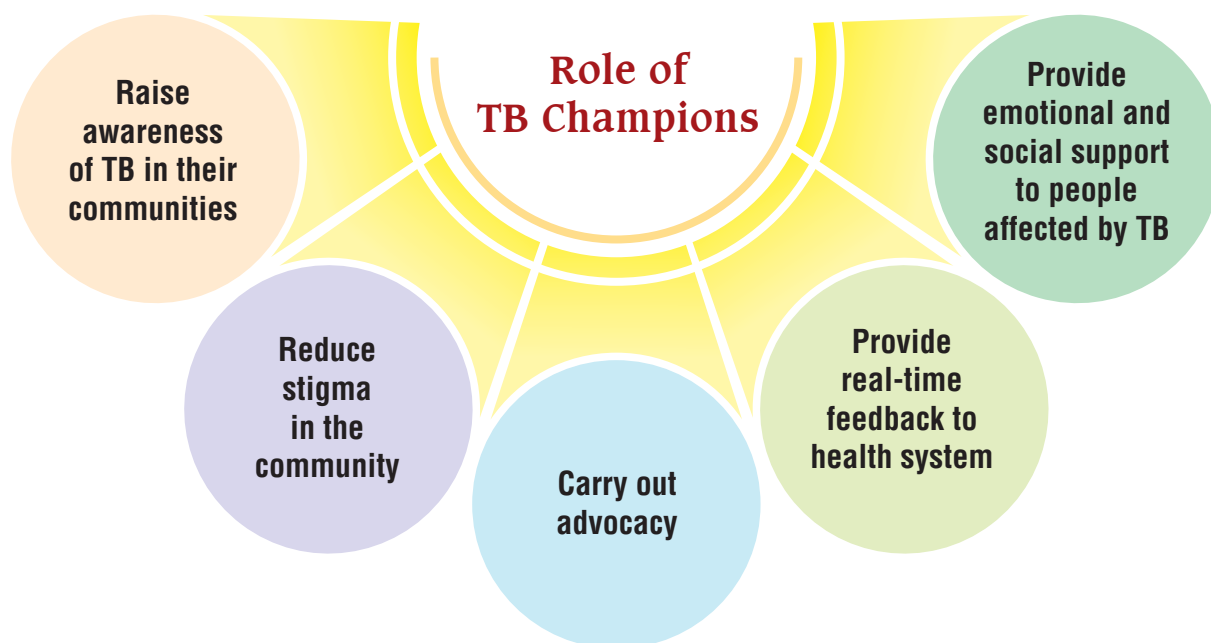 Role of
TB Champions
Raise
awareness
of TB in their
communities
Reduce
stigma
in the
community
Carry out
advocacy
Provide
real-time
feedback to
health system
Provide
emotional and
social support
to people
affected by TB